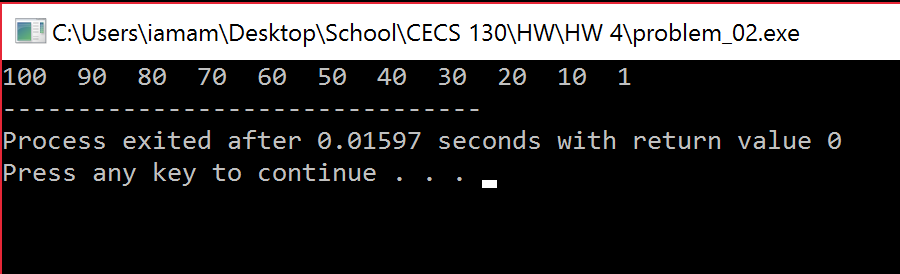 C:\Users\iamam\Desktop\School\CECS 130\HW\HW 4\problem_02.exe
100  90  80  70  60  50  40  30  20  10  1
--------------------------------
Process exited after 0.01597 seconds with return value 0
Press any key to continue . . .